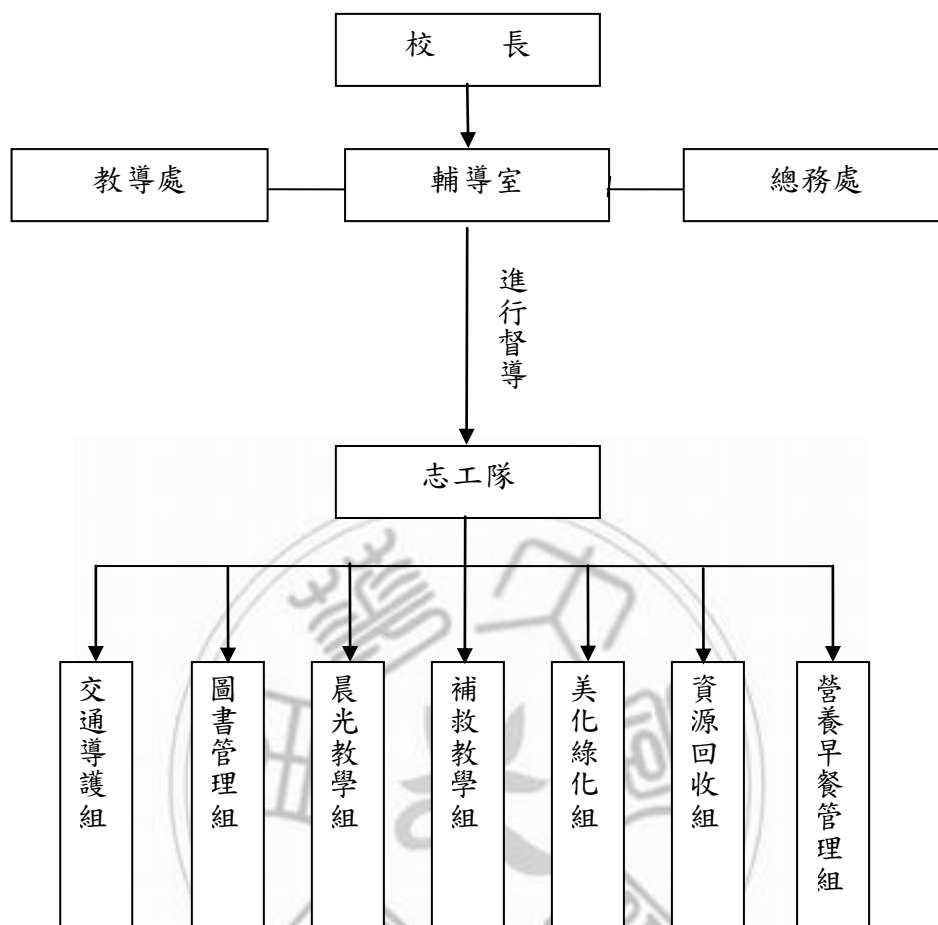 校長
教導處
輔導室
總務處
進行督導
志工隊
交通導護組
圖書管理組
晨光教學組
補救教學組
美化綠化組
資源回收組
營養早餐管理組